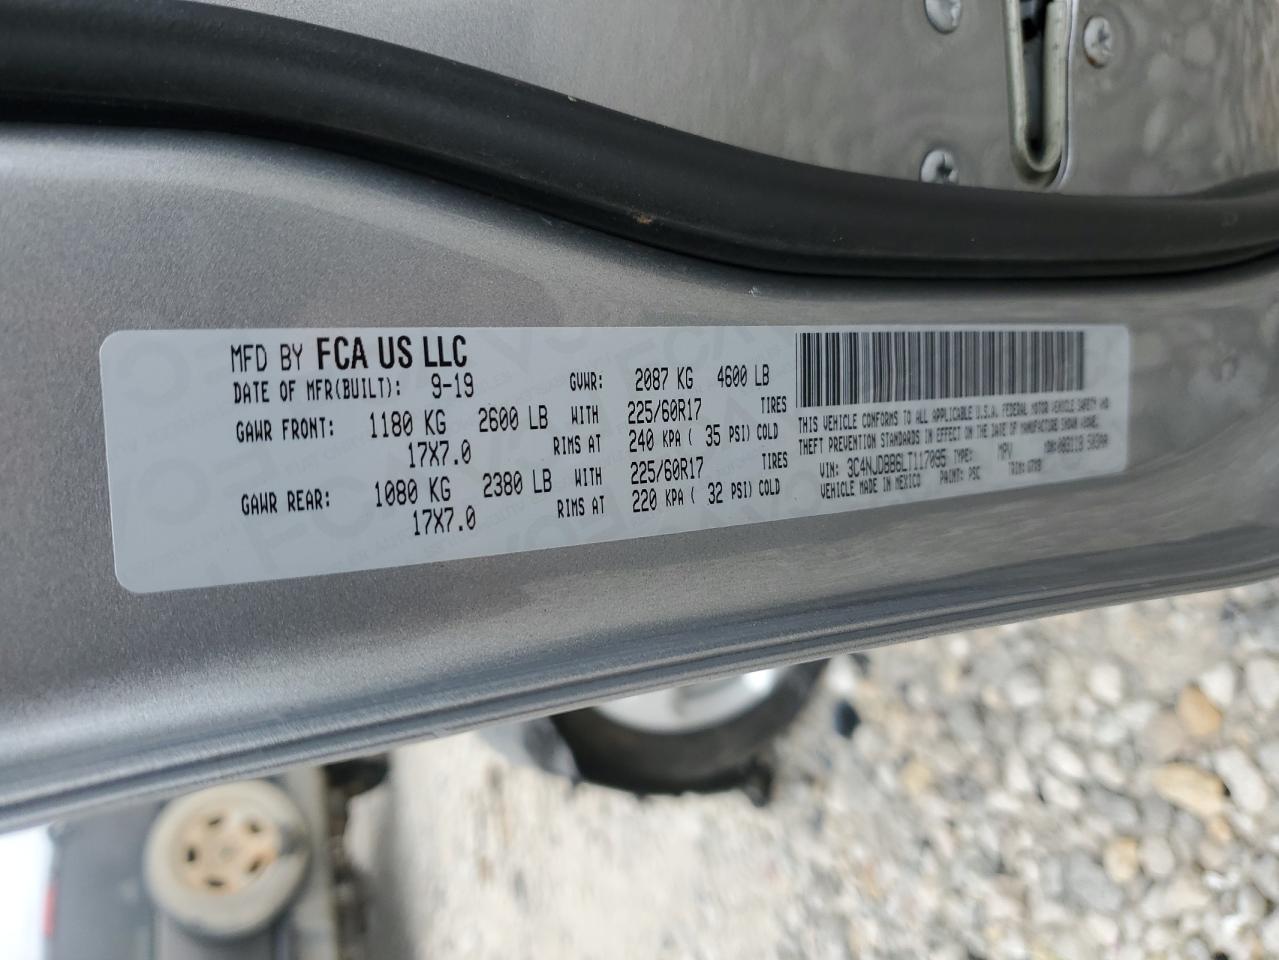 MFD BY FCA US LLC
DATE OF MFR(BUILT): 9-19 GVWR: 2087 KG 4600 LB
GAWR FRONT: 1180 KG 2600 LB WITH 225/60R17 TIRES
17X7.0 RIMS AT 240 KPA ( 35 PSI) COLD
GAWR REAR: 1080 KG 2380 LB WITH 225/60R17 TIRES
17X7.0 RIMS AT 220 KPA ( 32 PSI) COLD
THIS VEHICLE CONFORMS TO ALL APPLICABLE U.S.A. FEDERAL MOTOR VEHICLE SAFETY AND
THEFT PREVENTION STANDARDS IN EFFECT ON THE DATE OF MANUFACTURE SHOWN ABOVE.
VIN: 3C4NJDBB6LT117095 TYPE: MPV
VEHICLE MADE IN MEXICO PAINT: PSC TRIM: